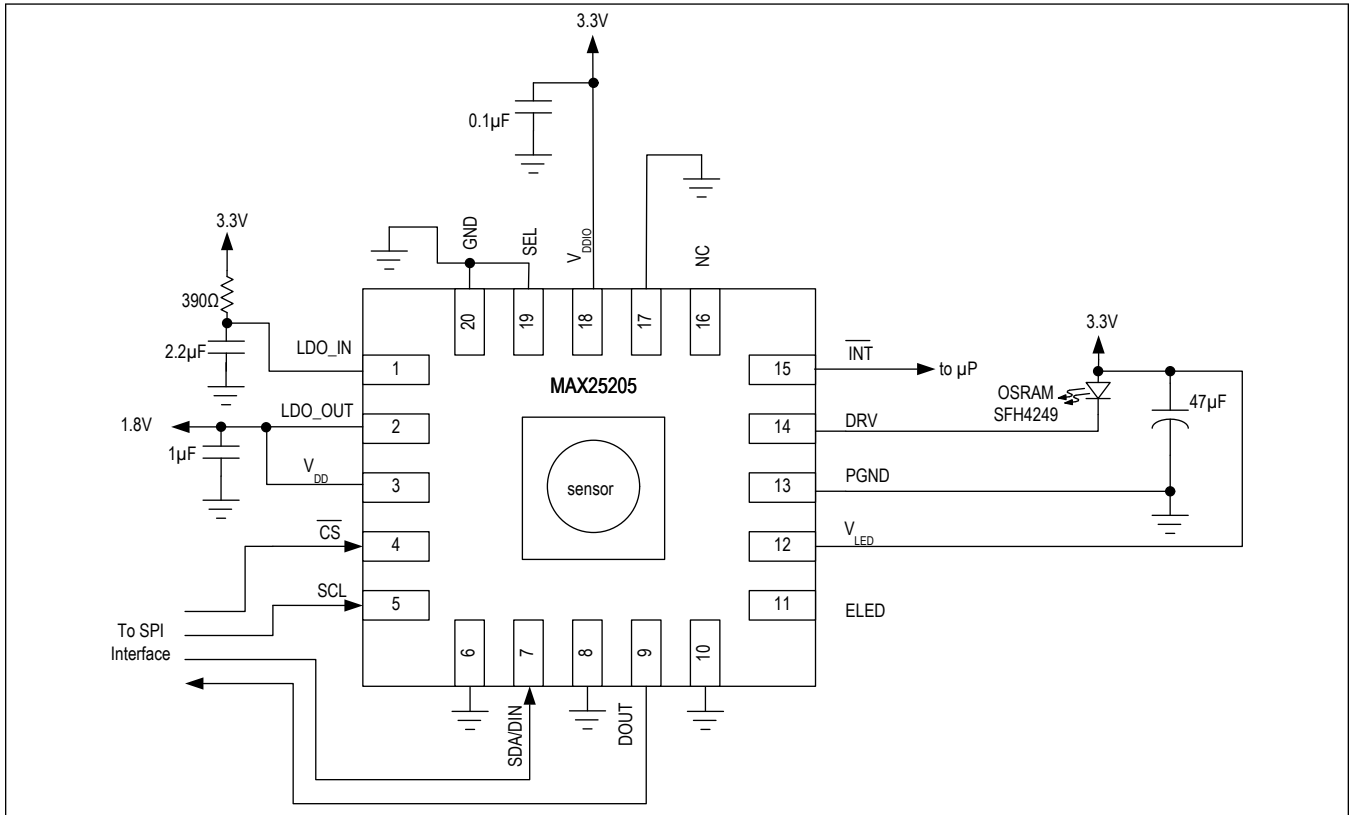 3.3V
0.1µF
3.3V
390Ω
2.2µF
GND
SEL
VDDIO
NC
20
19
18
17
16
LDO_IN
1
LDO_OUT
2
1.8V
1µF
VDD
3
CS
4
SCL
5
To SPI
Interface
MAX25205
sensor
15
INT
to µP
14
DRV
13
PGND
12
VLED
11
ELED
3.3V
OSRAM
SFH4249
47µF
6
7
8
9
10
SDA/DIN
DOUT